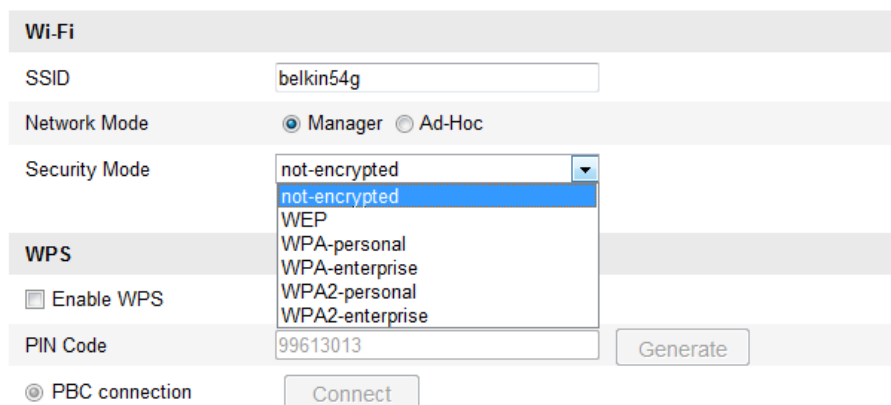 Wi-Fi
SSID belkin54g
Network Mode Manager Ad-Hoc
Security Mode not-encrypted
not-encrypted
WEP
WPA-personal
WPA-enterprise
WPA2-personal
WPA2-enterprise
WPS
Enable WPS
PIN Code 99613013 Generate
PBC connection Connect